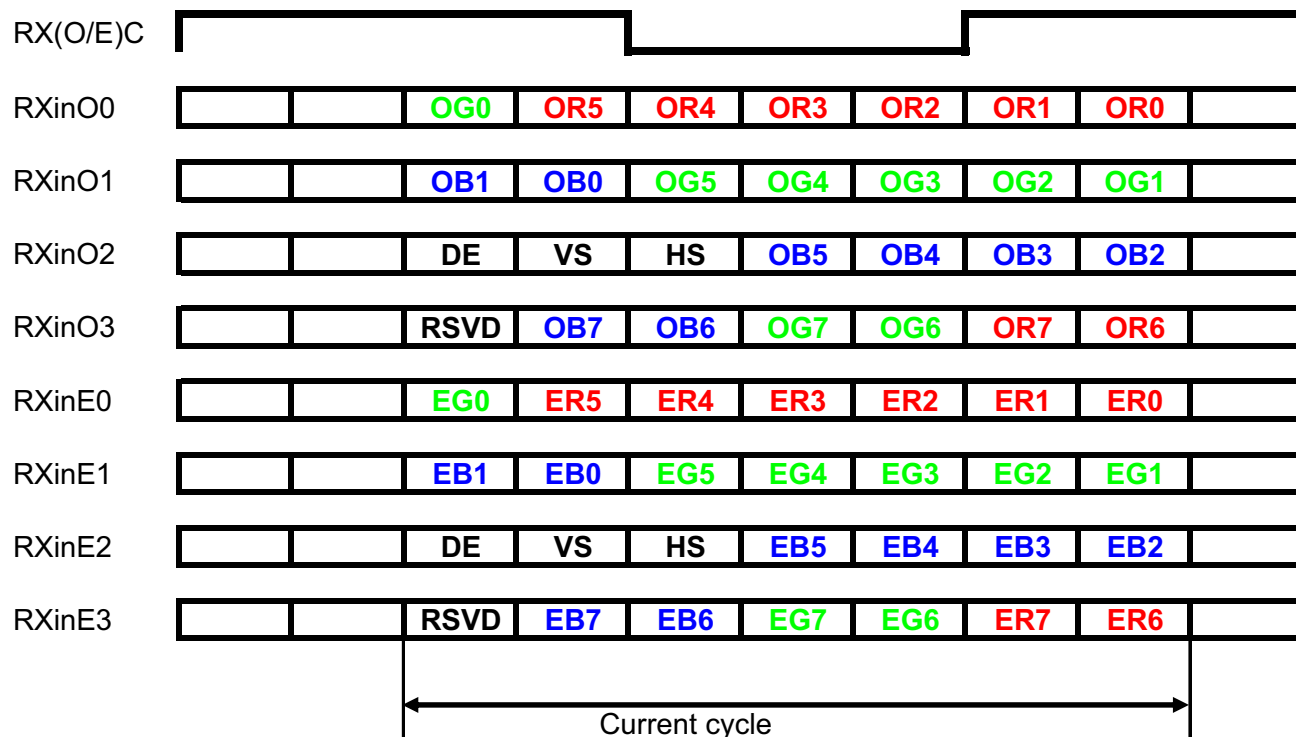 RX(O/E)C
RXinO0 OG0 OR5 OR4 OR3 OR2 OR1 OR0
RXinO1 OB1 OB0 OG5 OG4 OG3 OG2 OG1
RXinO2 DE VS HS OB5 OB4 OB3 OB2
RXinO3 RSVD OB7 OB6 OG7 OG6 OR7 OR6
RXinE0 EG0 ER5 ER4 ER3 ER2 ER1 ER0
RXinE1 EB1 EB0 EG5 EG4 EG3 EG2 EG1
RXinE2 DE VS HS EB5 EB4 EB3 EB2
RXinE3 RSVD EB7 EB6 EG7 EG6 ER7 ER6
Current cycle